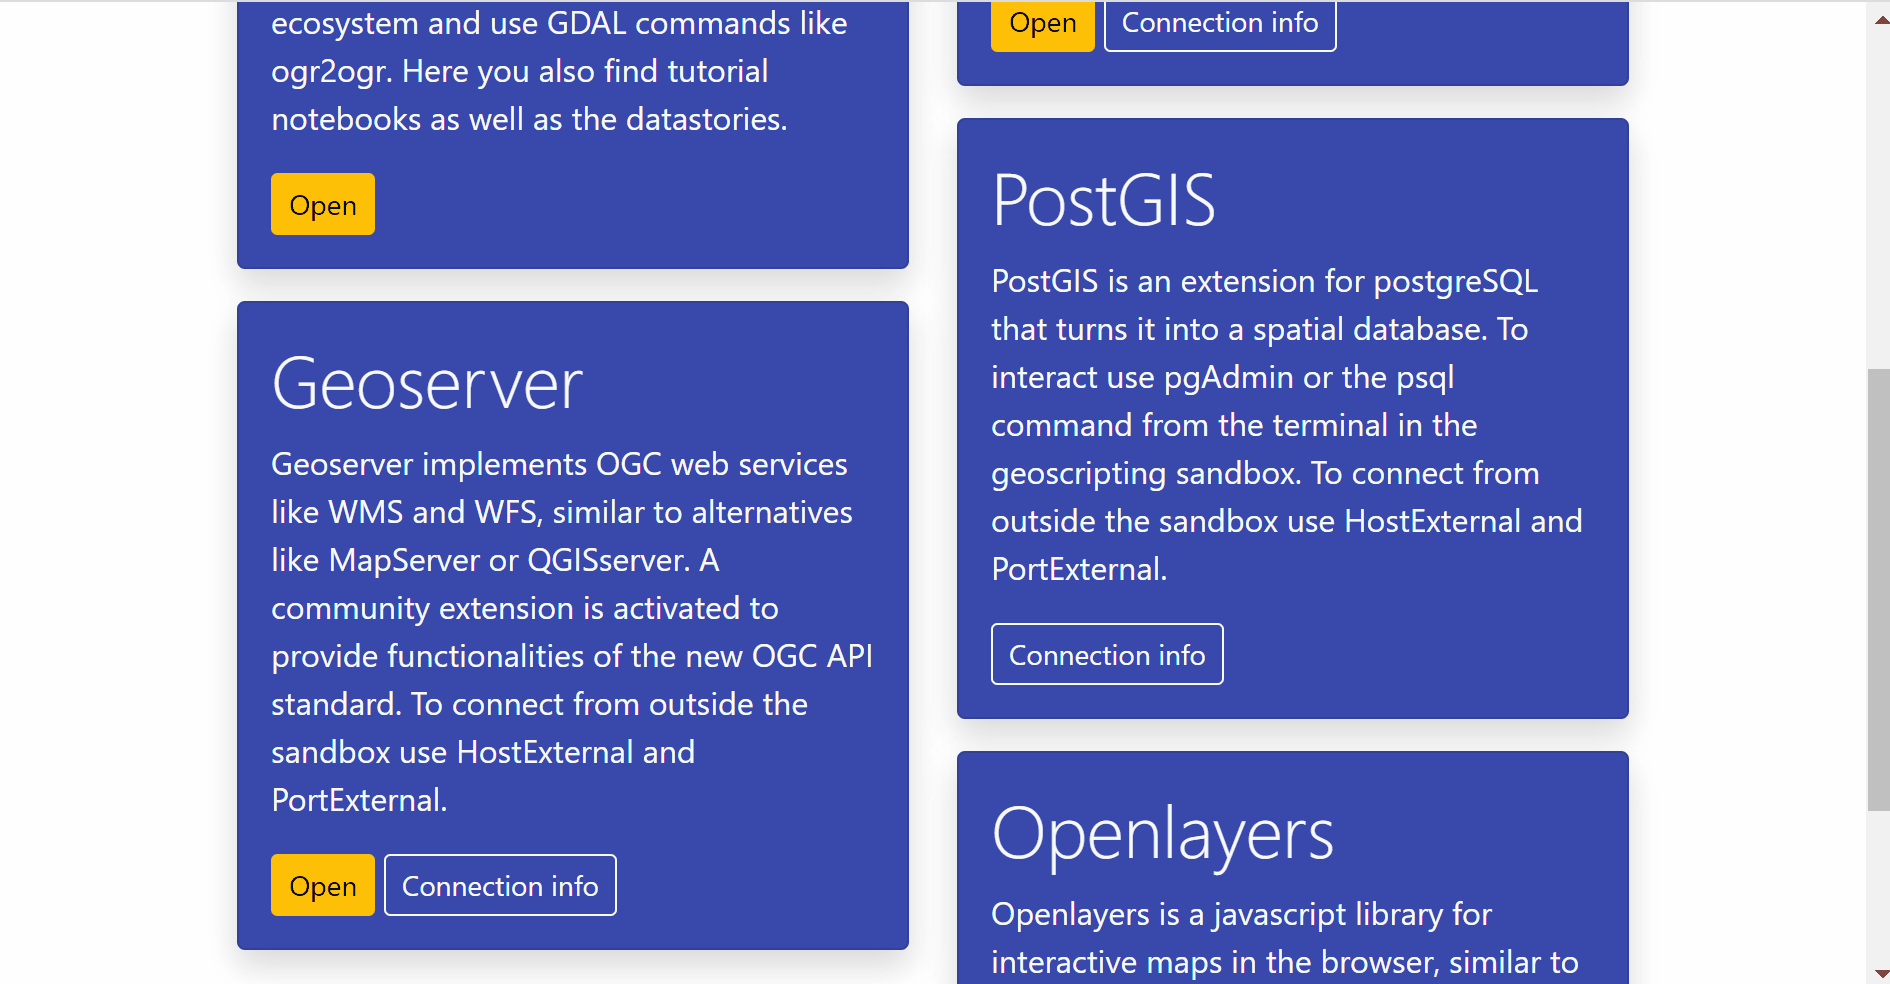 ecosystem and use GDAL commands like
ogr2ogr. Here you also find tutorial
notebooks as well as the datastories.
Open
Geoserver
Geoserver implements OGC web services
like WMS and WFS, similar to alternatives
like MapServer or QGISserver. A
community extension is activated to
provide functionalities of the new OGC API
standard. To connect from outside the
sandbox use HostExternal and
PortExternal.
Open Connection info
Open Connection info
PostGIS
PostGIS is an extension for postgreSQL
that turns it into a spatial database. To
interact use pgAdmin or the psql
command from the terminal in the
geoscripting sandbox. To connect from
outside the sandbox use HostExternal and
PortExternal.
Connection info
Openlayers
Openlayers is a javascript library for
interactive maps in the browser, similar to